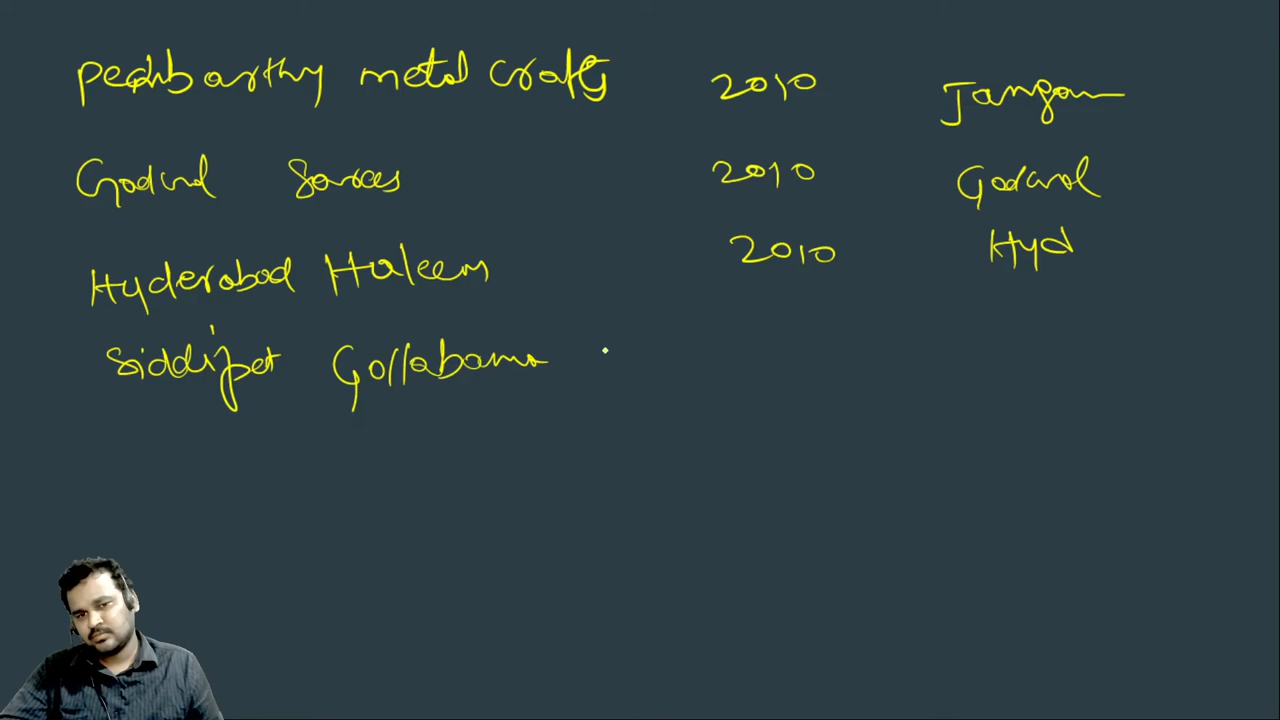 Pembarthy metal crafts 2010 Jangaon
Gadwal Sarees 2010 Gadwal
Hyderabad Haleem 2010 Hyd
Siddipet Gollabama